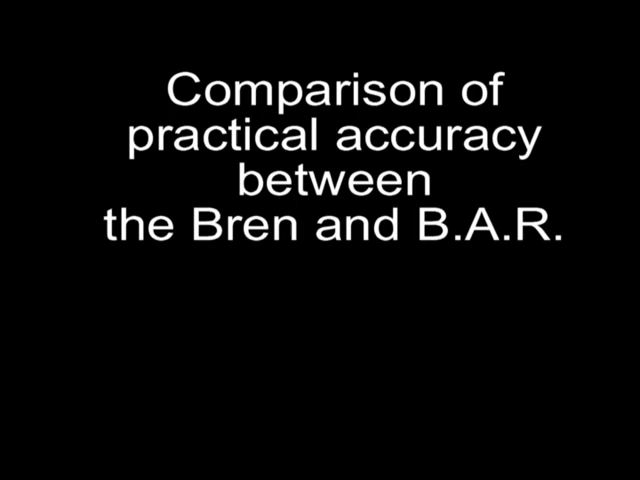 Comparison of
practical accuracy
between
the Bren and B.A.R.